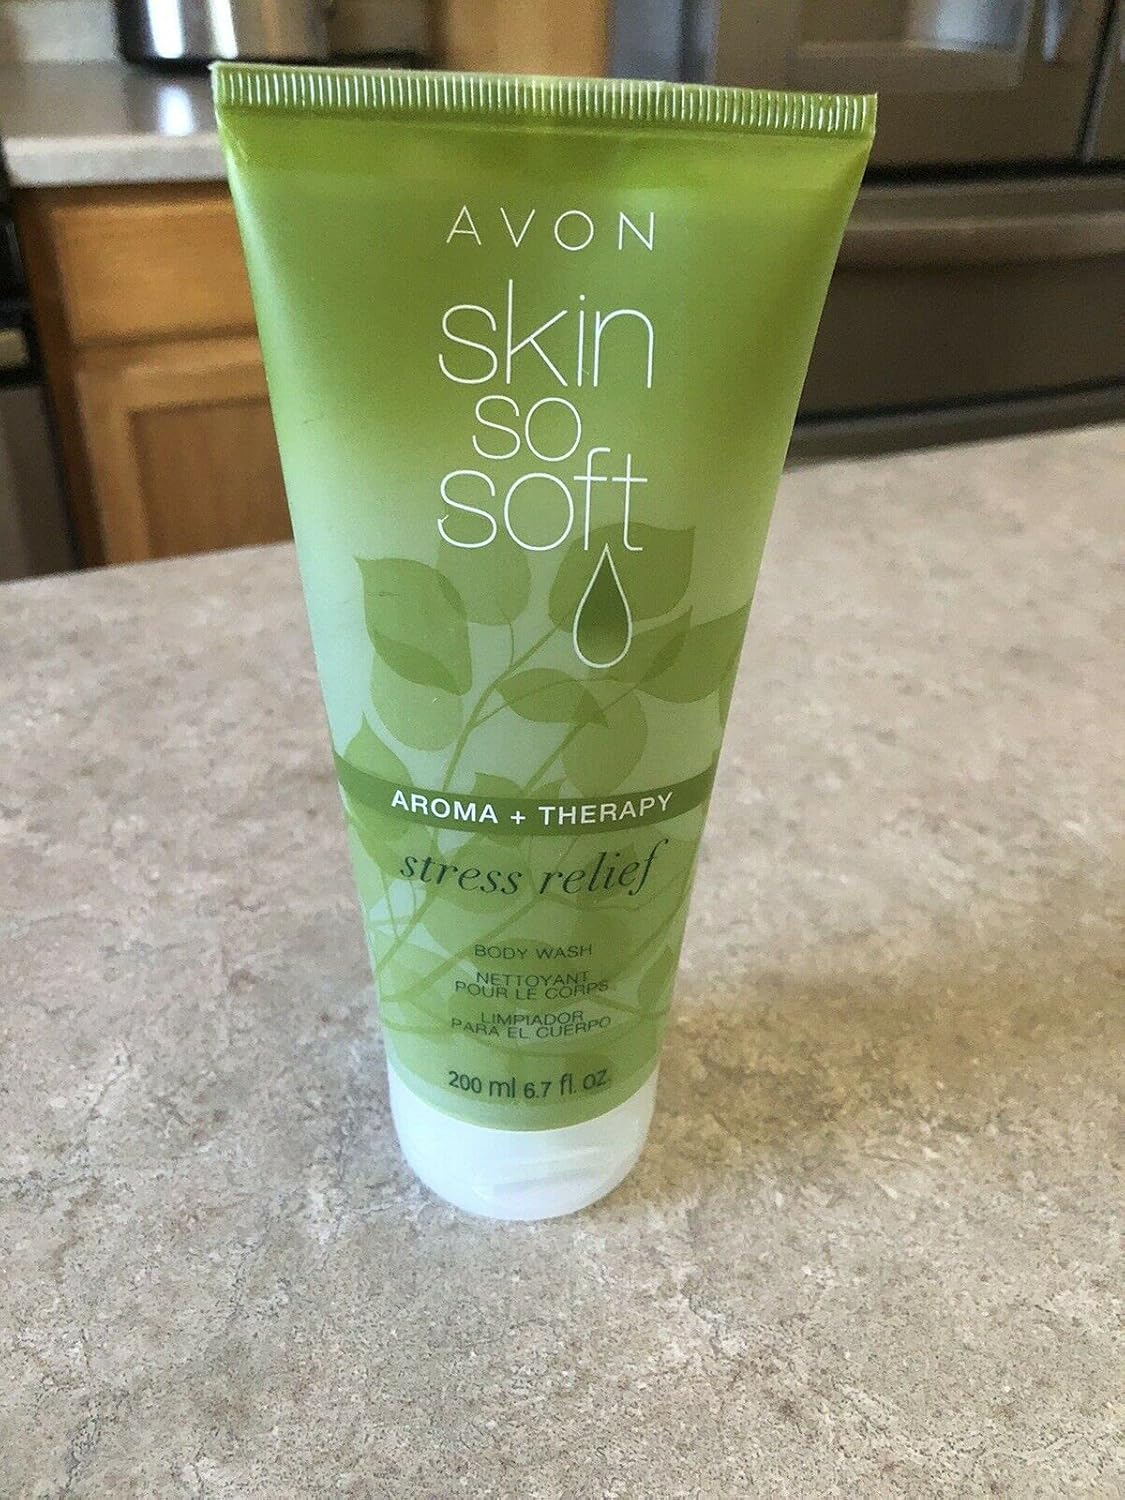 AVON
skin
so
soft
AROMA + THERAPY
stress relief
BODY WASH
NETTOYANT
POUR LE CORPS
LIMPIADOR
PARA EL CUERPO
200 ml 6.7 fl. oz.